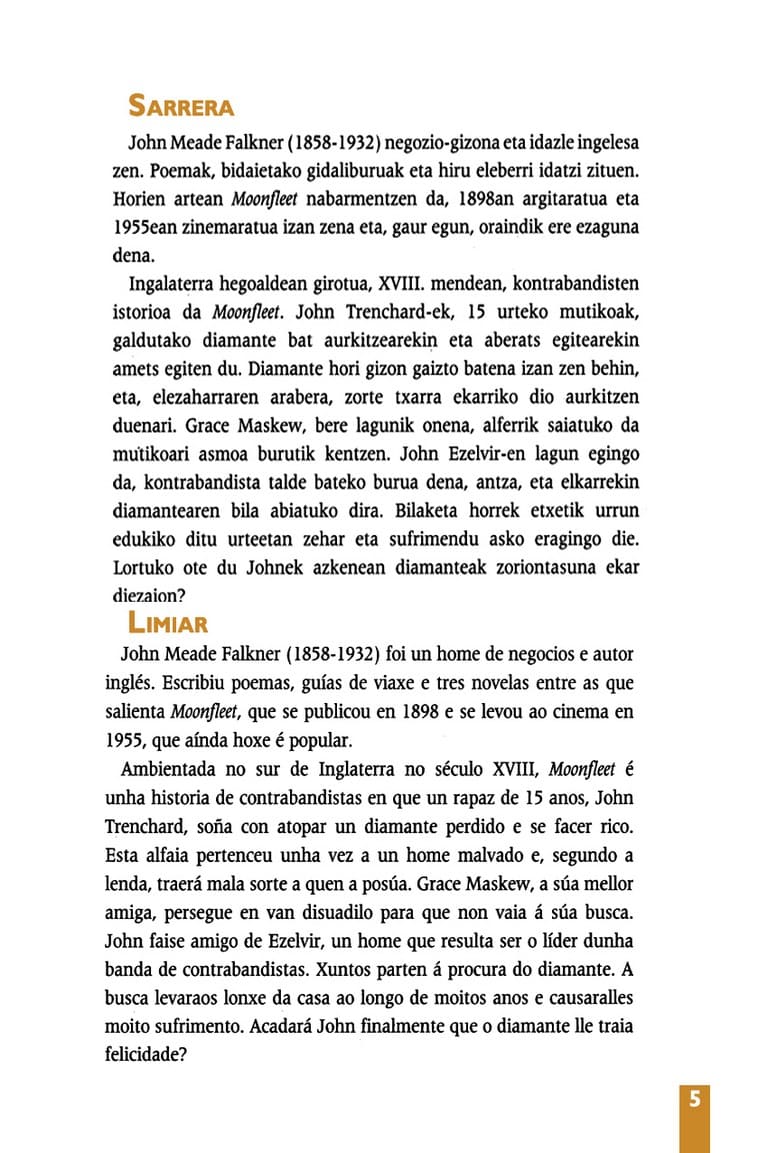 SARRERA
John Meade Falkner (1858-1932) negozio-gizona eta idazle ingelesa
zen. Poemak, bidaietako gidaliburuak eta hiru eleberri idatzi zituen.
Horien artean Moonfleet nabarmentzen da, 1898an argitaratua eta
1955ean zinemaratua izan zena eta, gaur egun, oraindik ere ezaguna
dena.
Ingalaterra hegoaldean girotua, XVIII. mendean, kontrabandisten
istorioa da Moonfleet. John Trenchard-ek, 15 urteko mutikoak,
galdutako diamante bat aurkitzearekin eta aberats egitearekin
amets egiten du. Diamante hori gizon gaizto batena izan zen behin,
eta, elezaharraren arabera, zorte txarra ekarriko dio aurkitzen
duenari. Grace Maskew, bere lagunik onena, alferrik saiatuko da
mutikoari asmoa burutik kentzen. John Ezelvir-en lagun egingo
da, kontrabandista talde bateko burua dena, antza, eta elkarrekin
diamantearen bila abiatuko dira. Bilaketa horrek etxetik urrun
edukiko ditu urteetan zehar eta sufrimendu asko eragingo die.
Lortuko ote du Johnek azkenean diamanteak zoriontasuna ekar
diezaion?
LIMIAR
John Meade Falkner (1858-1932) foi un home de negocios e autor
inglés. Escribiu poemas, guías de viaxe e tres novelas entre as que
salienta Moonfleet, que se publicou en 1898 e se levou ao cinema en
1955, que aínda hoxe é popular.
Ambientada no sur de Inglaterra no século XVIII, Moonfleet é
unha historia de contrabandistas en que un rapaz de 15 anos, John
Trenchard, soña con atopar un diamante perdido e se facer rico.
Esta alfaia pertenceu unha vez a un home malvado e, segundo a
lenda, traerá mala sorte a quen a posúa. Grace Maskew, a súa mellor
amiga, persegue en van disuadilo para que non vaia á súa busca.
John faise amigo de Ezelvir, un home que resulta ser o líder dunha
banda de contrabandistas. Xuntos parten á procura do diamante. A
busca levaraos lonxe da casa ao longo de moitos anos e causaralles
moito sufrimento. Acadará John finalmente que o diamante lle traia
felicidade?
5